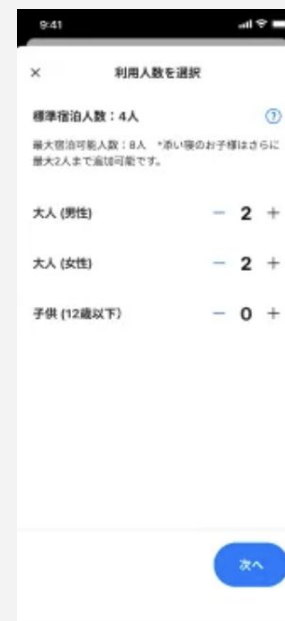 9:41
× 利用人数を選択
標準宿泊人数：4人 ?
最大宿泊可能人数：8人 *添い寝のお子様はさらに
最大2人まで追加可能です。
大人 (男性) − 2 +
大人 (女性) − 2 +
子供 (12歳以下) − 0 +
次へ